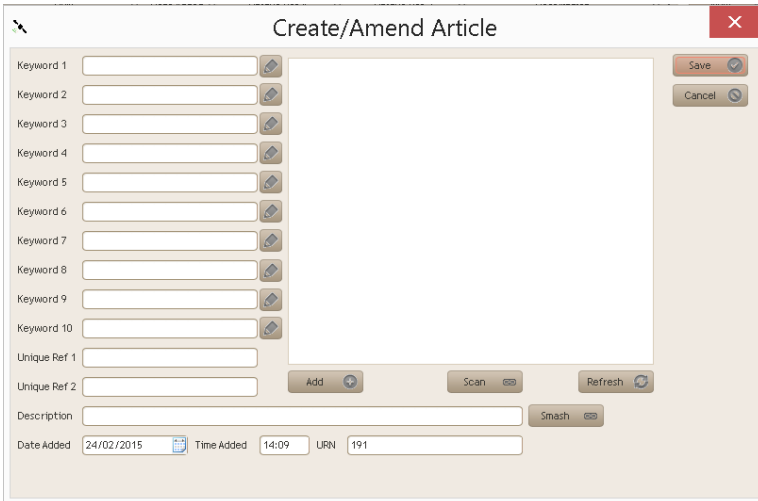 Create/Amend Article
Keyword 1
Save
Keyword 2
Cancel
Keyword 3
Keyword 4
Keyword 5
Keyword 6
Keyword 7
Keyword 8
Keyword 9
Keyword 10
Unique Ref 1
Unique Ref 2
Add Scan Refresh
Description Smash
Date Added 24/02/2015 Time Added 14:09 URN 191